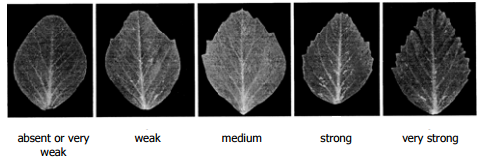 absent or very weak
weak
medium
strong
very strong